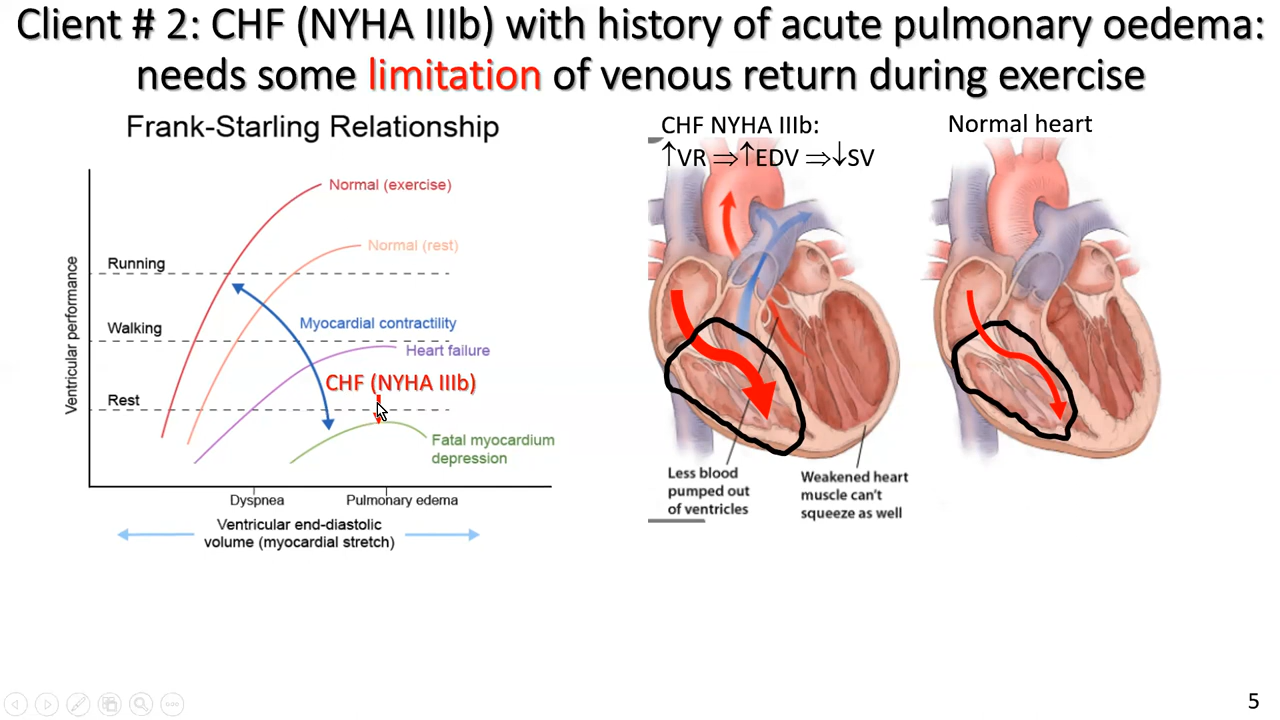 Client # 2: CHF (NYHA IIIb) with history of acute pulmonary oedema:
needs some limitation of venous return during exercise
Frank-Starling Relationship
Normal (exercise)
Normal (rest)
Running
Myocardial contractility
Walking
Heart failure
CHF (NYHA IIIb)
Rest
Fatal myocardium
depression
Ventricular performance
Dyspnea
Pulmonary edema
Ventricular end-diastolic
volume (myocardial stretch)
CHF NYHA IIIb:
↑VR ⇒↑EDV ⇒↓SV
Less blood
pumped out
of ventricles
Weakened heart
muscle can't
squeeze as well
Normal heart
5